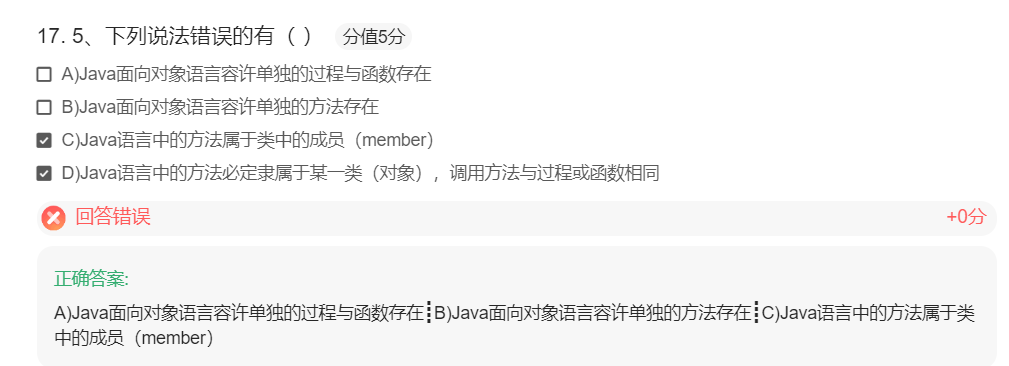 17. 5、下列说法错误的有（ ） 分值5分
A)Java面向对象语言容许单独的过程与函数存在
B)Java面向对象语言容许单独的方法存在
C)Java语言中的方法属于类中的成员（member）
D)Java语言中的方法必定隶属于某一类（对象），调用方法与过程或函数相同
回答错误 +0分
正确答案:
A)Java面向对象语言容许单独的过程与函数存在┋B)Java面向对象语言容许单独的方法存在┋C)Java语言中的方法属于类
中的成员（member）